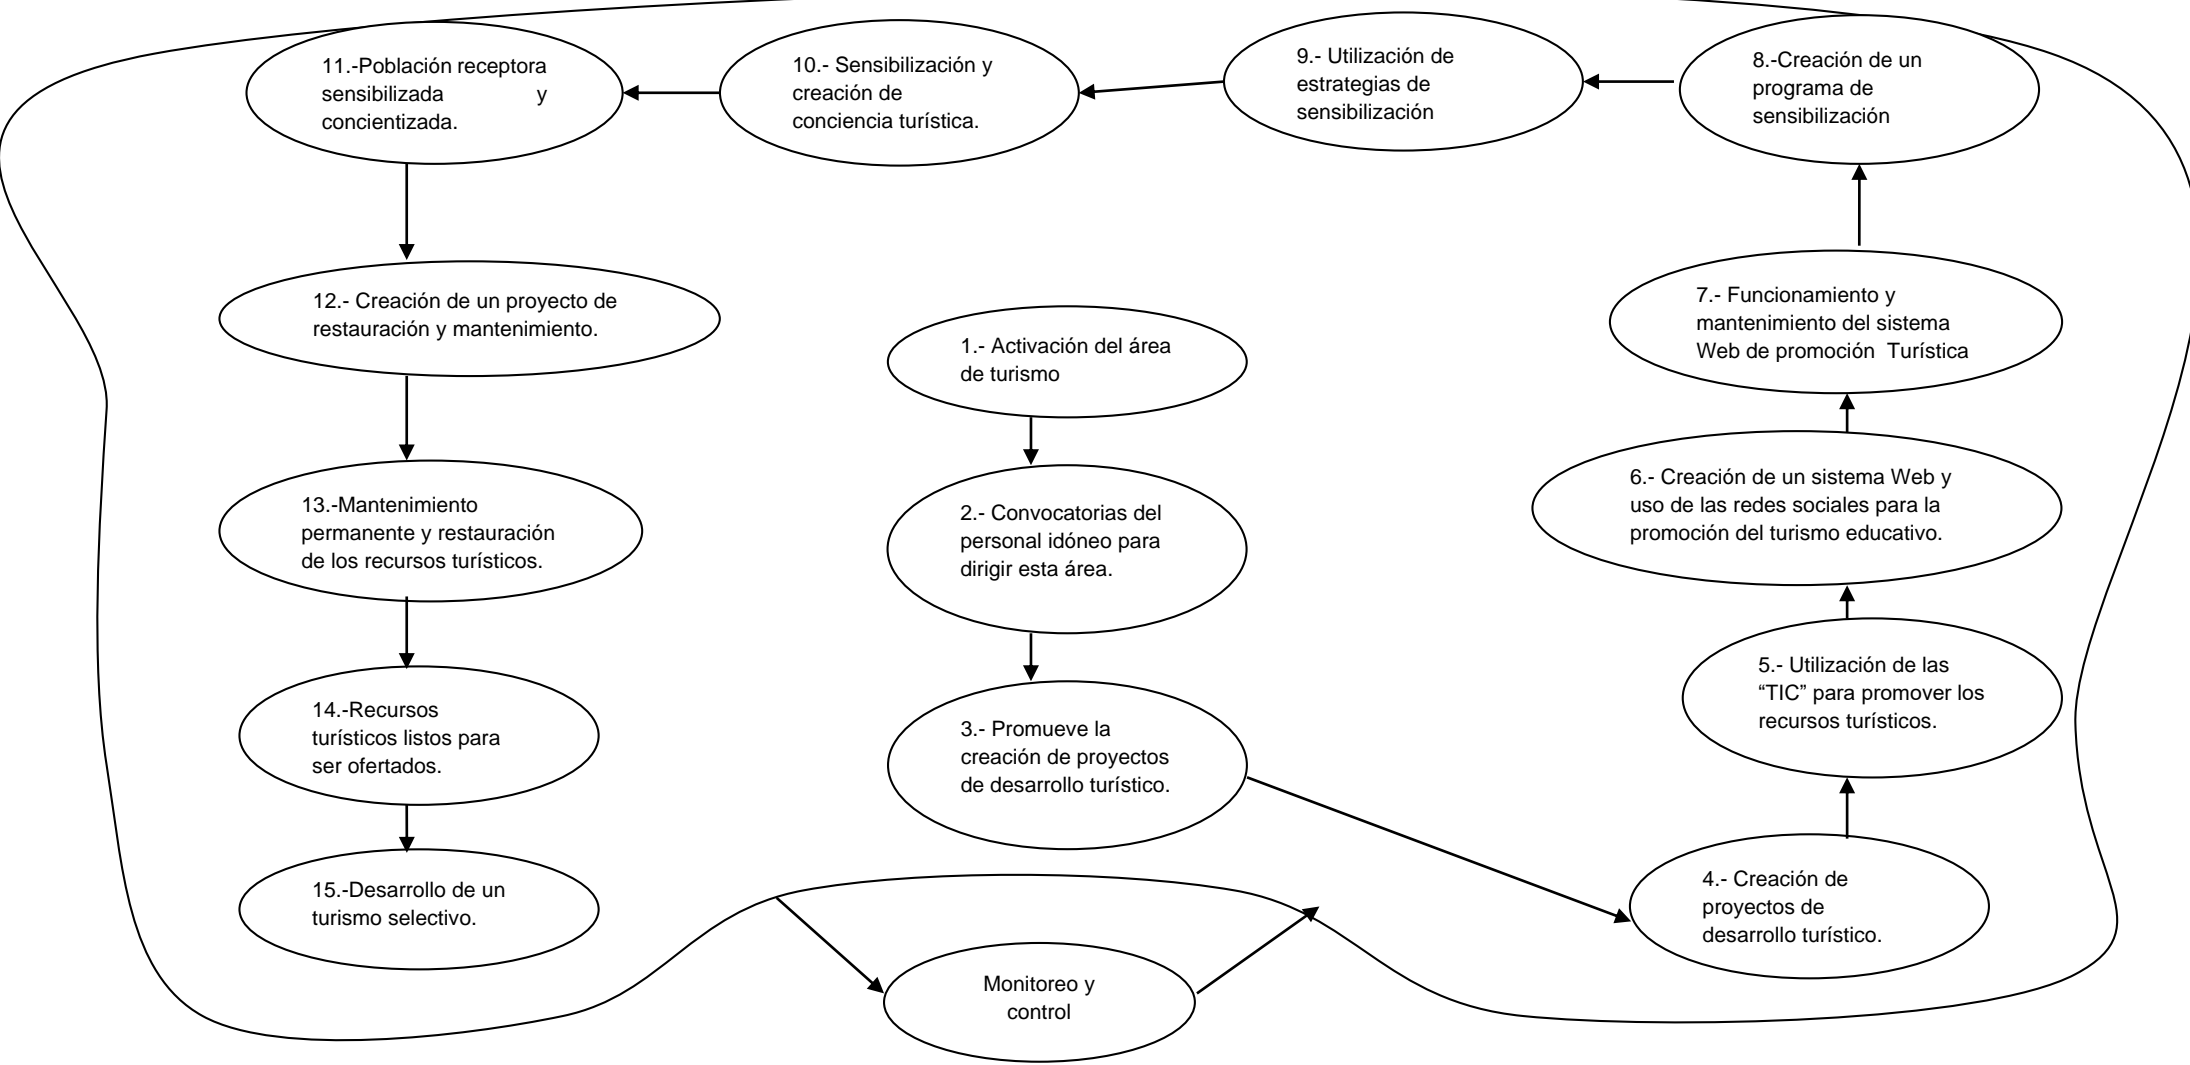 11.-Población receptora
sensibilizada y
concientizada.
10.- Sensibilización y
creación de
conciencia turística.
9.- Utilización de
estrategias de
sensibilización
8.-Creación de un
programa de
sensibilización
12.- Creación de un proyecto de
restauración y mantenimiento.
1.- Activación del área
de turismo
7.- Funcionamiento y
mantenimiento del sistema
Web de promoción Turística
13.-Mantenimiento
permanente y restauración
de los recursos turísticos.
2.- Convocatorias del
personal idóneo para
dirigir esta área.
6.- Creación de un sistema Web y
uso de las redes sociales para la
promoción del turismo educativo.
14.-Recursos
turísticos listos para
ser ofertados.
3.- Promueve la
creación de proyectos
de desarrollo turístico.
5.- Utilización de las
“TIC” para promover los
recursos turísticos.
15.-Desarrollo de un
turismo selectivo.
4.- Creación de
proyectos de
desarrollo turístico.
Monitoreo y
control